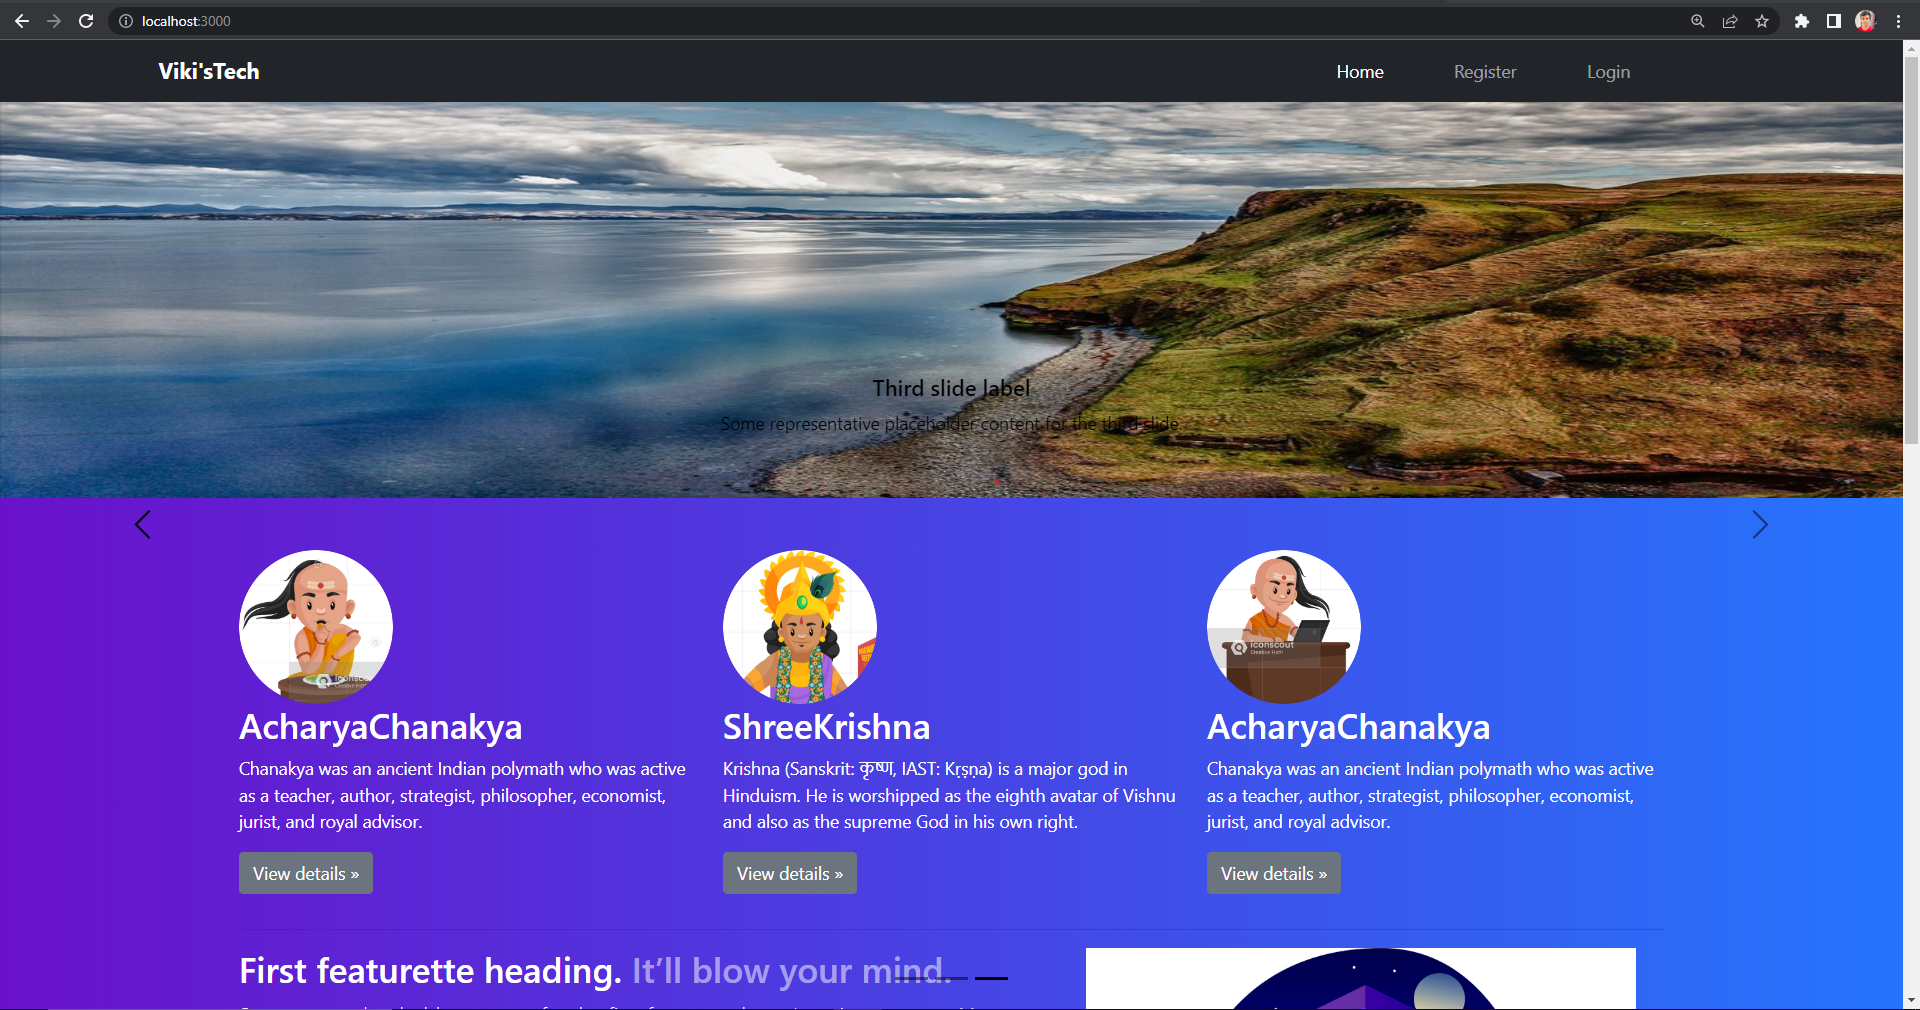 localhost:3000
Viki'sTech
Home
Register
Login
Third slide label
Some representative placeholder content for the third slide.
AcharyaChanakya
Chanakya was an ancient Indian polymath who was active
as a teacher, author, strategist, philosopher, economist,
jurist, and royal advisor.
View details »
ShreeKrishna
Krishna (Sanskrit: कृष्ण, IAST: Kṛṣṇa) is a major god in
Hinduism. He is worshipped as the eighth avatar of Vishnu
and also as the supreme God in his own right.
View details »
iconscout
Creative Hatti
AcharyaChanakya
Chanakya was an ancient Indian polymath who was active
as a teacher, author, strategist, philosopher, economist,
jurist, and royal advisor.
View details »
First featurette heading. It’ll blow your mind.